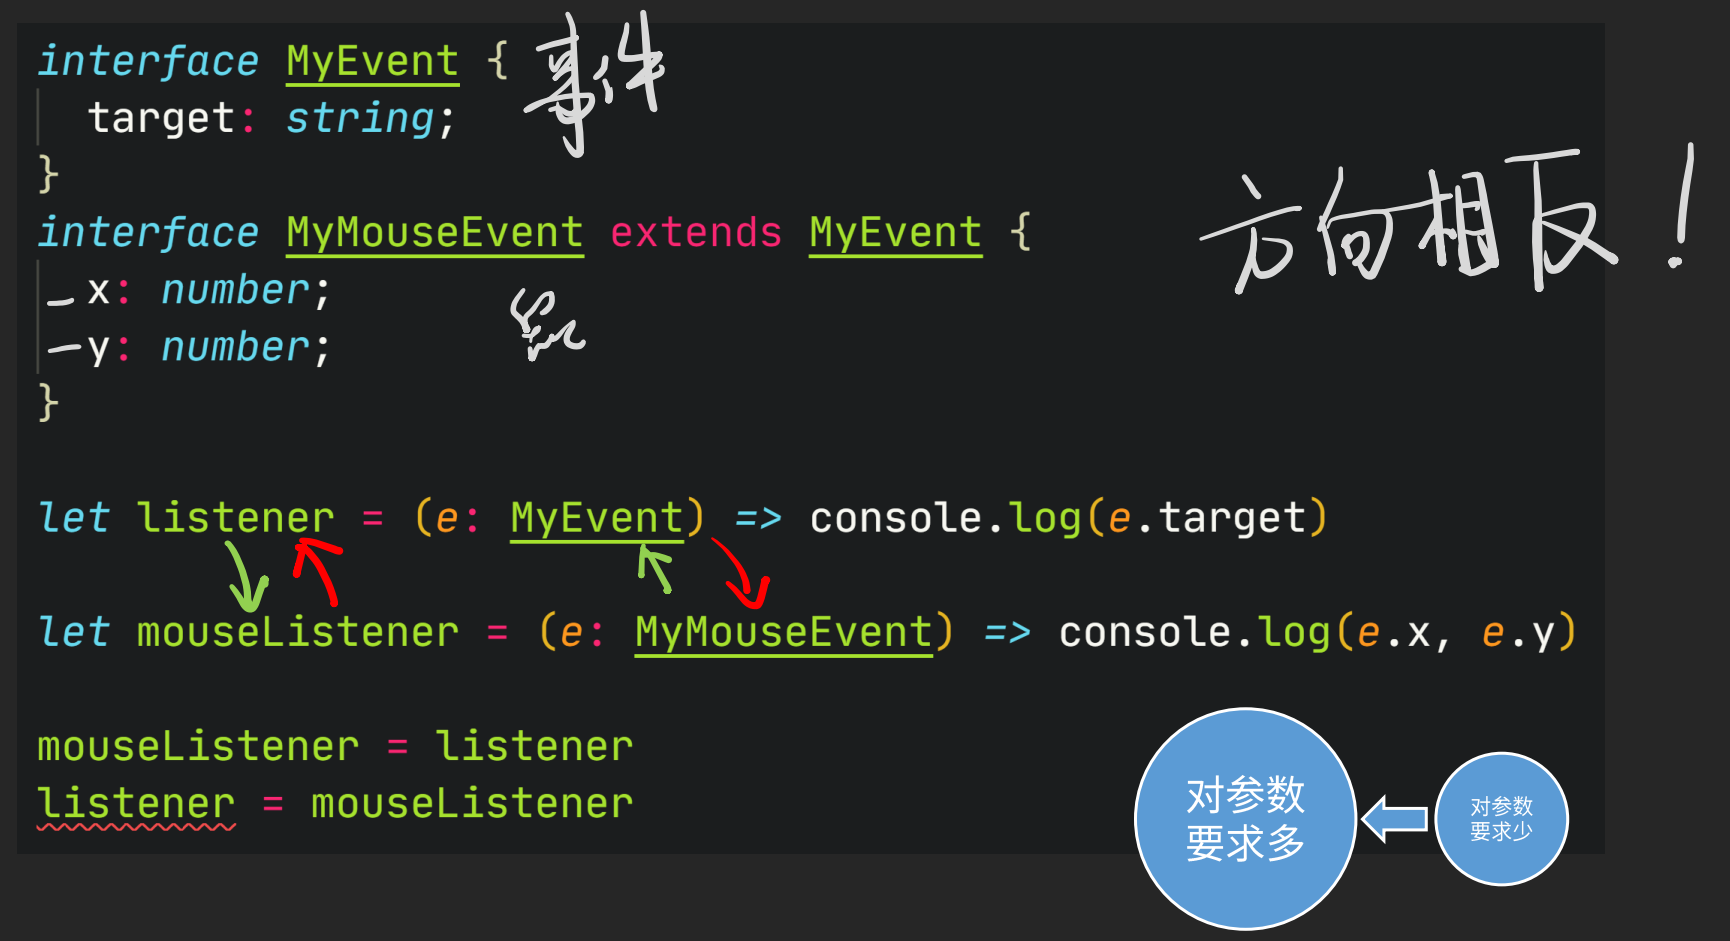 interface MyEvent { 事件
target: string;
}
方向相反!
interface MyMouseEvent extends MyEvent {
x: number;
y: number;
}
let listener = (e: MyEvent) => console.log(e.target)
let mouseListener = (e: MyMouseEvent) => console.log(e.x, e.y)
mouseListener = listener
listener = mouseListener
对参数
要求多
对参数
要求少